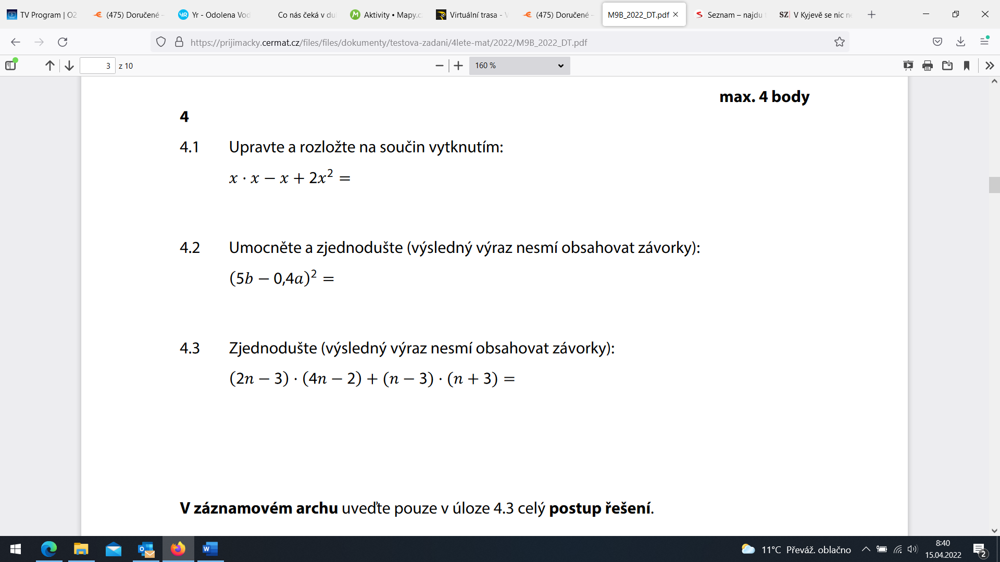 TV Program | O2
(475) Doručené –
Yr - Odolena Vod
Co nás čeká v du
Aktivity • Mapy.c
Virtuální trasa - V
(475) Doručené –
M9B_2022_DT.pdf
Seznam – najdu
SZ V Kyjevě se nic ne
https://prijimacky.cermat.cz/files/files/dokumenty/testova-zadani/4lete-mat/2022/M9B_2022_DT.pdf
3 z 10
160 %
max. 4 body
4
4.1 Upravte a rozložte na součin vytknutím:
x · x − x + 2x² =
4.2 Umocněte a zjednodušte (výsledný výraz nesmí obsahovat závorky):
(5b − 0,4a)² =
4.3 Zjednodušte (výsledný výraz nesmí obsahovat závorky):
(2n − 3) · (4n − 2) + (n − 3) · (n + 3) =
V záznamovém archu uveďte pouze v úloze 4.3 celý postup řešení.
11°C Převáž. oblačno
8:40
15.04.2022
2